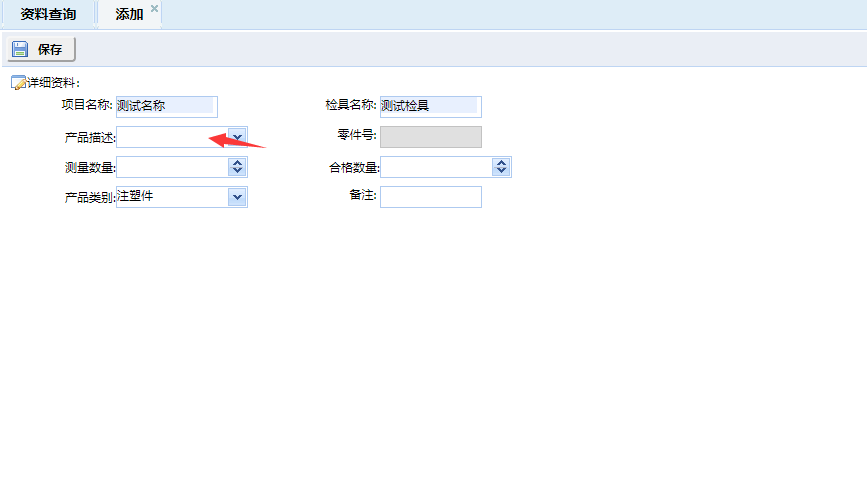 资料查询 添加
保存
详细资料:
项目名称: 测试名称 检具名称: 测试检具
产品描述: 零件号:
测量数量: 合格数量:
产品类别: 注塑件 备注: